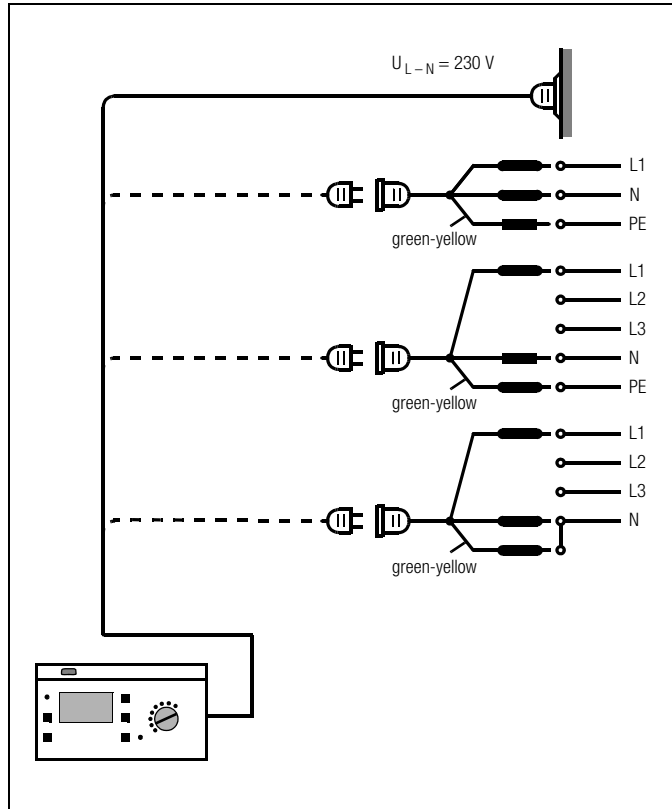 U L – N = 230 V
L1
N
PE
green-yellow
L1
L2
L3
N
PE
green-yellow
L1
L2
L3
N
green-yellow